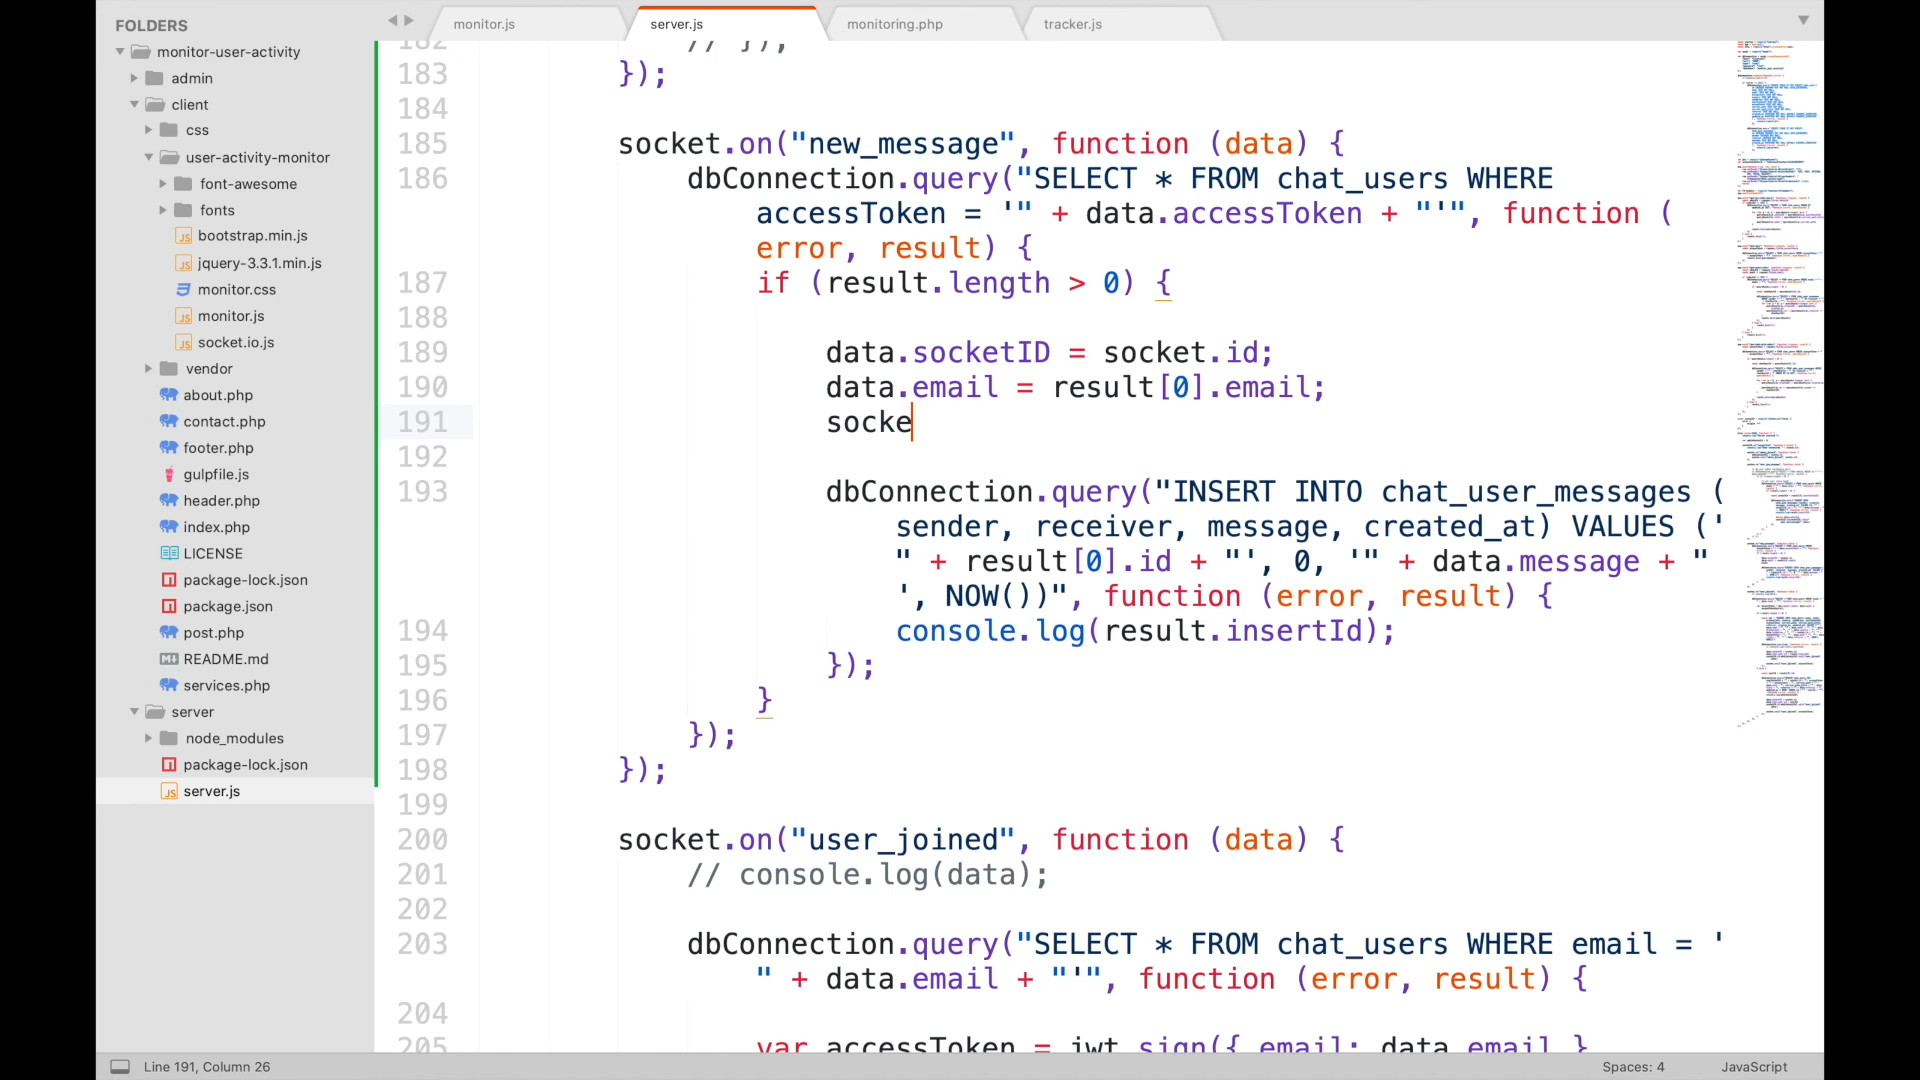 FOLDERS
monitor-user-activity
admin
client
css
user-activity-monitor
font-awesome
fonts
bootstrap.min.js
jquery-3.3.1.min.js
monitor.css
monitor.js
socket.io.js
vendor
about.php
contact.php
footer.php
gulpfile.js
header.php
index.php
LICENSE
package-lock.json
package.json
post.php
README.md
services.php
server
node_modules
package-lock.json
server.js
monitor.js server.js monitoring.php tracker.js
182 // });
183 });
184
185 socket.on("new_message", function (data) {
186 dbConnection.query("SELECT * FROM chat_users WHERE
accessToken = '" + data.accessToken + "'", function (
error, result) {
187 if (result.length > 0) {
188
189 data.socketID = socket.id;
190 data.email = result[0].email;
191 socke
192
193 dbConnection.query("INSERT INTO chat_user_messages (
sender, receiver, message, created_at) VALUES ('
" + result[0].id + "', 0, '" + data.message + "
', NOW())", function (error, result) {
194 console.log(result.insertId);
195 });
196 }
197 });
198 });
199
200 socket.on("user_joined", function (data) {
201 // console.log(data);
202
203 dbConnection.query("SELECT * FROM chat_users WHERE email = '
" + data.email + "'", function (error, result) {
204
205 var accessToken = jwt.sign({ email: data.email }
Line 191, Column 26 Spaces: 4 JavaScript